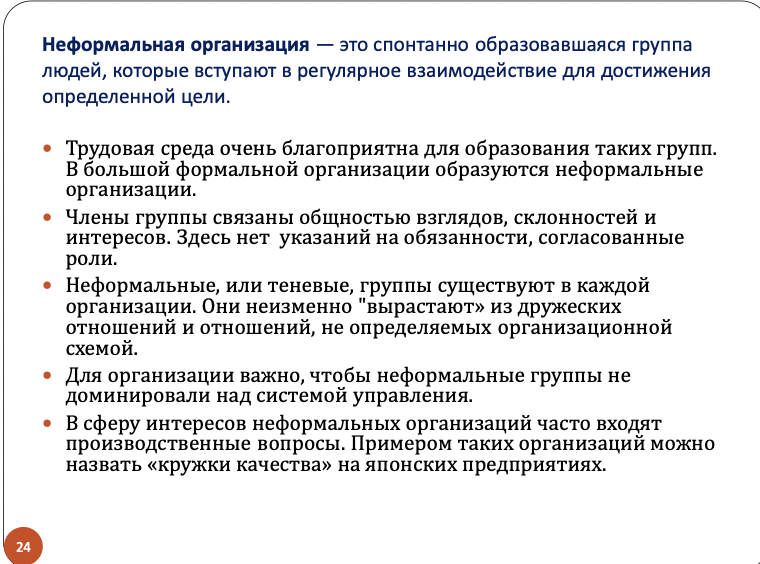 Неформальная организация — это спонтанно образовавшаяся группа
людей, которые вступают в регулярное взаимодействие для достижения
определенной цели.
• Трудовая среда очень благоприятна для образования таких групп.
В большой формальной организации образуются неформальные
организации.
• Члены группы связаны общностью взглядов, склонностей и
интересов. Здесь нет  указаний на обязанности, согласованные
роли.
• Неформальные, или теневые, группы существуют в каждой
организации. Они неизменно "вырастают» из дружеских
отношений и отношений, не определяемых организационной
схемой.
• Для организации важно, чтобы неформальные группы не
доминировали над системой управления.
• В сферу интересов неформальных организаций часто входят
производственные вопросы. Примером таких организаций можно
назвать «кружки качества» на японских предприятиях.
24